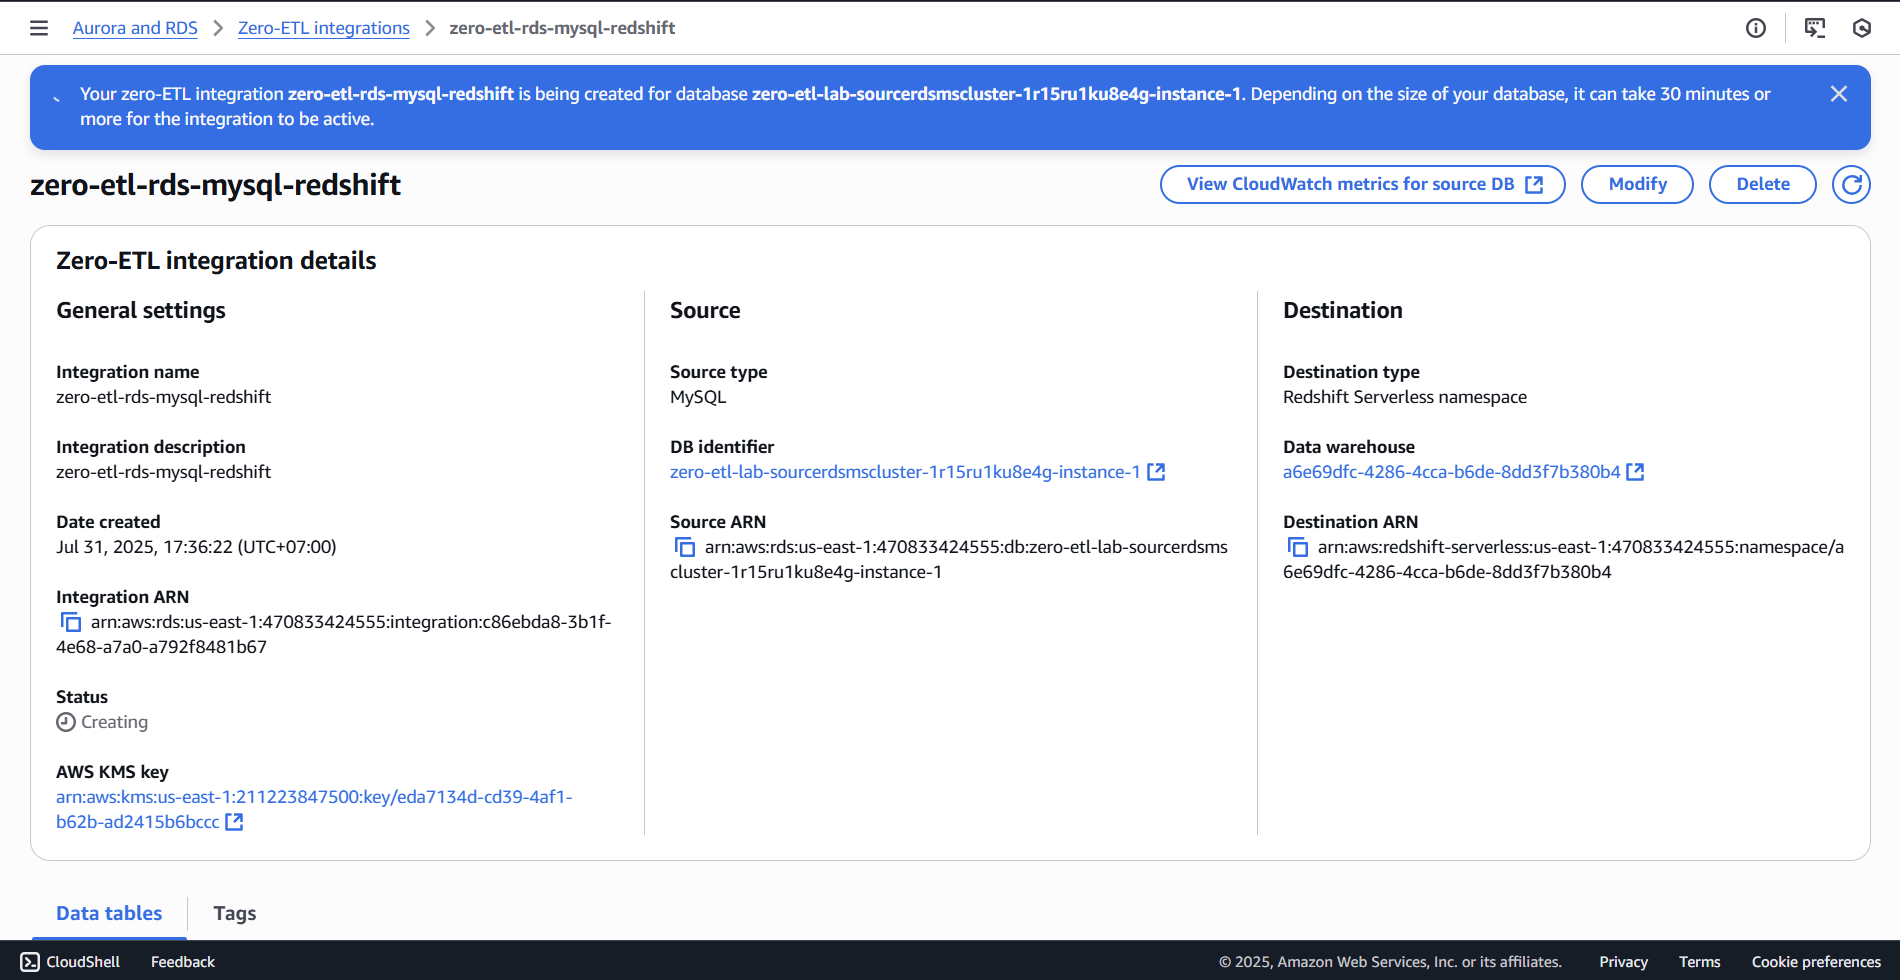 Aurora and RDS > Zero-ETL integrations > zero-etl-rds-mysql-redshift
Your zero-ETL integration zero-etl-rds-mysql-redshift is being created for database zero-etl-lab-sourcerdsmscluster-1r15ru1ku8e4g-instance-1. Depending on the size of your database, it can take 30 minutes or
more for the integration to be active.
zero-etl-rds-mysql-redshift
View CloudWatch metrics for source DB
Modify
Delete
Zero-ETL integration details
General settings
Integration name
zero-etl-rds-mysql-redshift
Integration description
zero-etl-rds-mysql-redshift
Date created
Jul 31, 2025, 17:36:22 (UTC+07:00)
Integration ARN
arn:aws:rds:us-east-1:470833424555:integration:c86ebda8-3b1f-
4e68-a7a0-a792f8481b67
Status
Creating
AWS KMS key
arn:aws:kms:us-east-1:211223847500:key/eda7134d-cd39-4af1-
b62b-ad2415b6bccc
Source
Source type
MySQL
DB identifier
zero-etl-lab-sourcerdsmscluster-1r15ru1ku8e4g-instance-1
Source ARN
arn:aws:rds:us-east-1:470833424555:db:zero-etl-lab-sourcerdsms
cluster-1r15ru1ku8e4g-instance-1
Destination
Destination type
Redshift Serverless namespace
Data warehouse
a6e69dfc-4286-4cca-b6de-8dd3f7b380b4
Destination ARN
arn:aws:redshift-serverless:us-east-1:470833424555:namespace/a
6e69dfc-4286-4cca-b6de-8dd3f7b380b4
Data tables
Tags
CloudShell
Feedback
© 2025, Amazon Web Services, Inc. or its affiliates.
Privacy
Terms
Cookie preferences